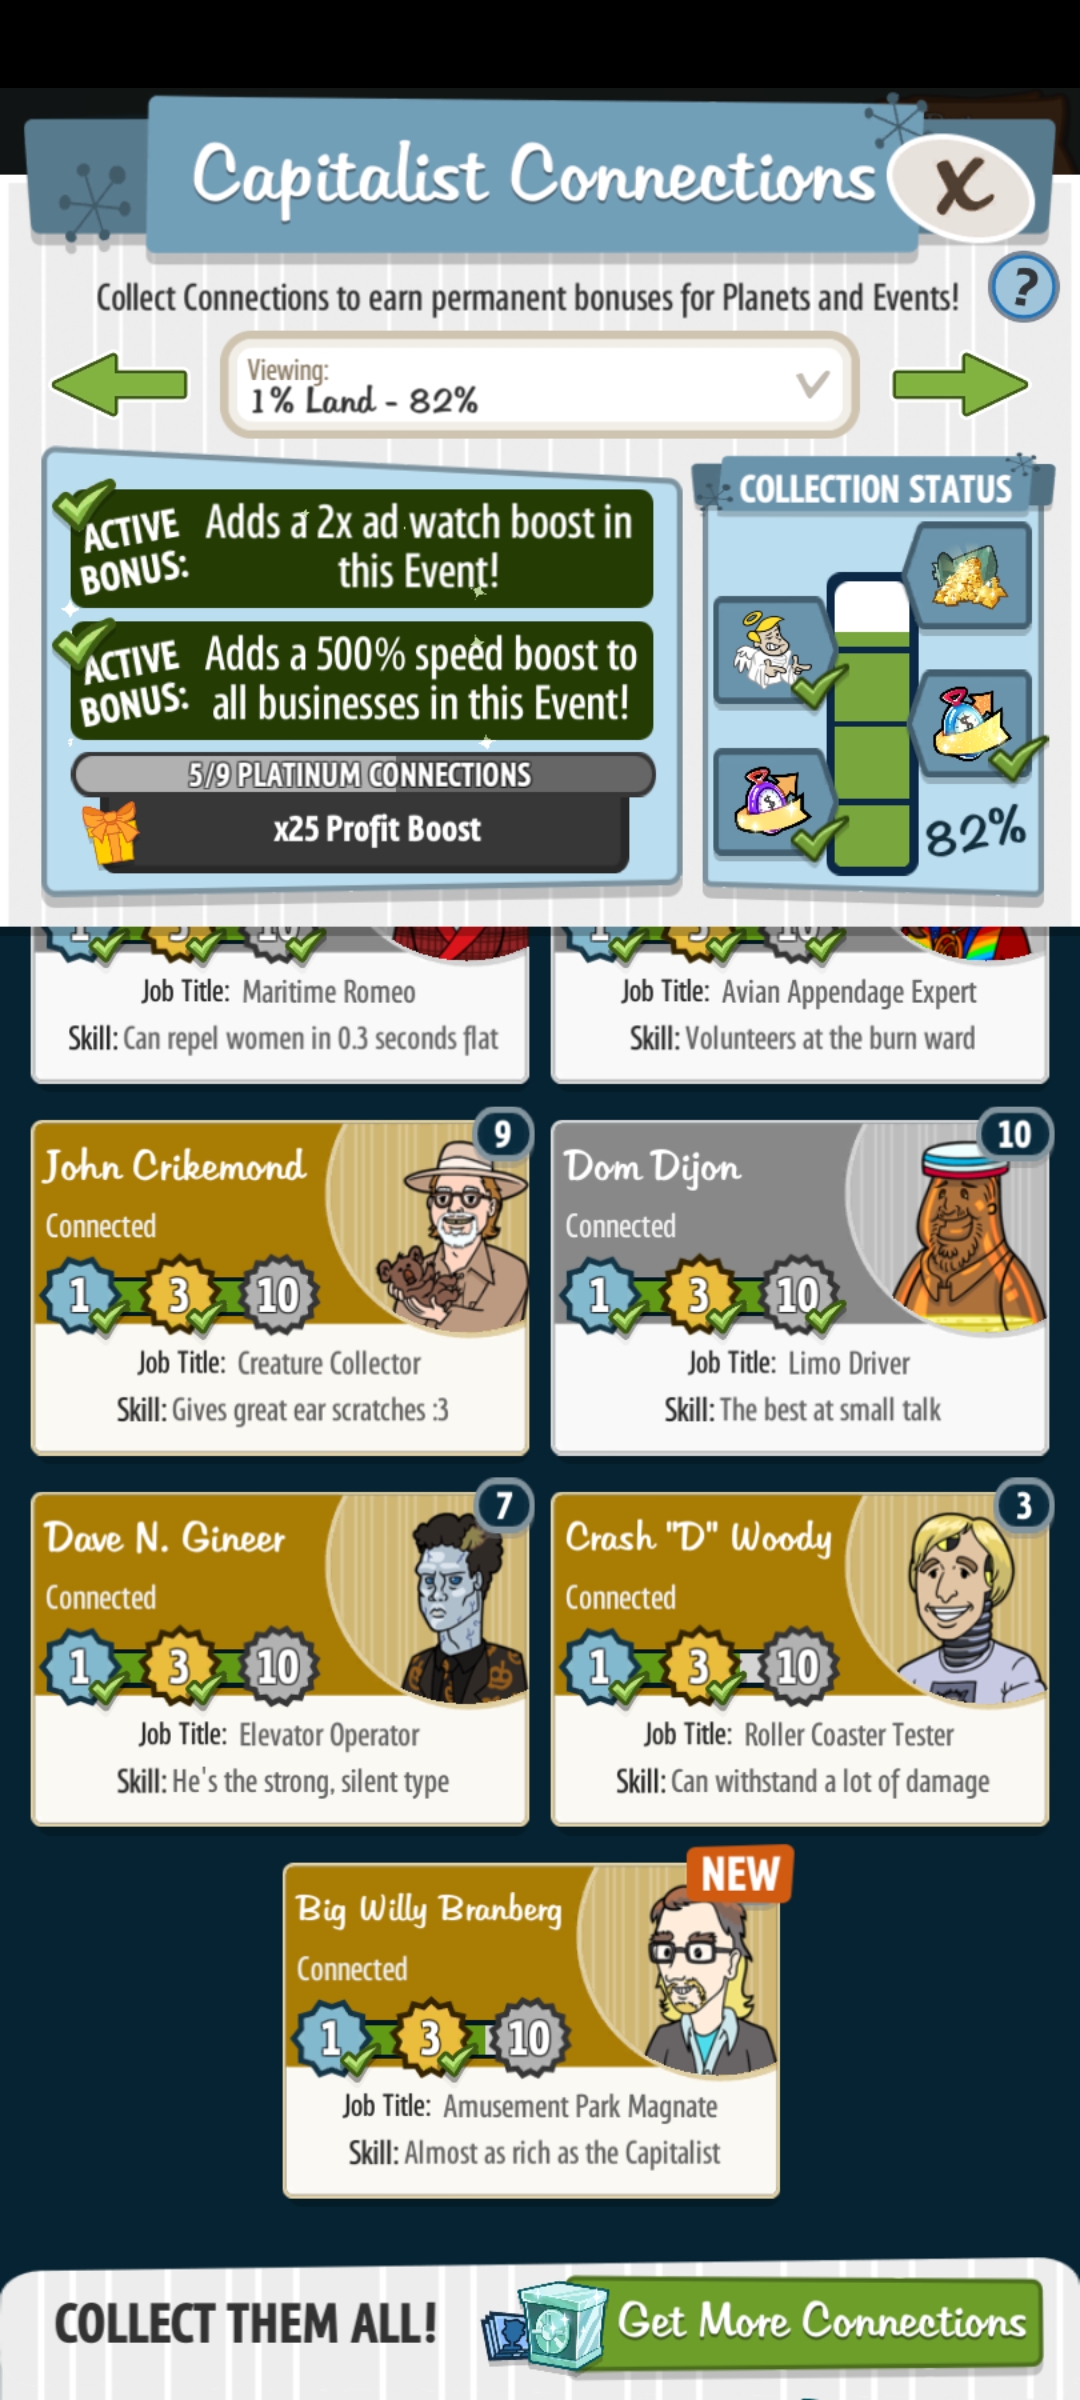 Capitalist Connections
X
Collect Connections to earn permanent bonuses for Planets and Events!
?
Viewing:
1% Land - 82%
ACTIVE BONUS:
Adds a 2x ad watch boost in
this Event!
ACTIVE BONUS:
Adds a 500% speed boost to
all businesses in this Event!
5/9 PLATINUM CONNECTIONS
x25 Profit Boost
COLLECTION STATUS
82%
1 3 10
Job Title: Maritime Romeo
Skill: Can repel women in 0.3 seconds flat
1 3 10
Job Title: Avian Appendage Expert
Skill: Volunteers at the burn ward
9
John Crikemond
Connected
1 3 10
Job Title: Creature Collector
Skill: Gives great ear scratches :3
10
Dom Dijon
Connected
1 3 10
Job Title: Limo Driver
Skill: The best at small talk
7
Dave N. Gineer
Connected
1 3 10
Job Title: Elevator Operator
Skill: He's the strong, silent type
3
Crash "D" Woody
Connected
1 3 10
Job Title: Roller Coaster Tester
Skill: Can withstand a lot of damage
NEW
Big Willy Branberg
Connected
1 3 10
Job Title: Amusement Park Magnate
Skill: Almost as rich as the Capitalist
COLLECT THEM ALL!
Get More Connections